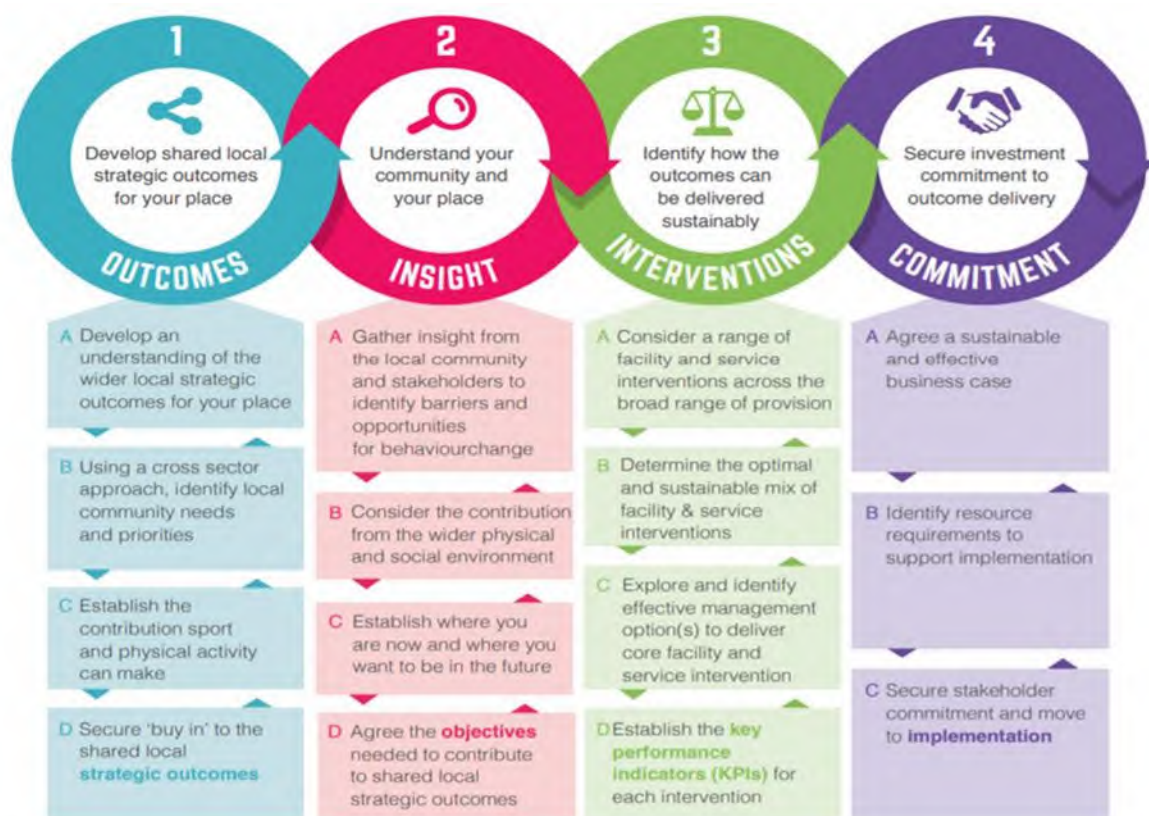 1
Develop shared local
strategic outcomes
for your place
OUTCOMES
A Develop an
understanding of the
wider local strategic
outcomes for your place
B Using a cross sector
approach, identify local
community needs
and priorities
C Establish the
contribution sport
and physical activity
can make
D Secure ‘buy in’ to the
shared local
strategic outcomes
2
Understand your
community and
your place
INSIGHT
A Gather insight from
the local community
and stakeholders to
identify barriers and
opportunities
for behaviourchange
B Consider the contribution
from the wider physical
and social environment
C Establish where you
are now and where you
want to be in the future
D Agree the objectives
needed to contribute
to shared local
strategic outcomes
3
Identify how the
outcomes can
be delivered
sustainably
INTERVENTIONS
A Consider a range of
facility and service
interventions across the
broad range of provision
B Determine the optimal
and sustainable mix of
facility & service
interventions
C Explore and identify
effective management
option(s) to deliver
core facility and
service intervention
D Establish the key
performance
indicators (KPIs) for
each intervention
4
Secure investment
commitment to
outcome delivery
COMMITMENT
A Agree a sustainable
and effective
business case
B Identify resource
requirements to
support implementation
C Secure stakeholder
commitment and move
to implementation